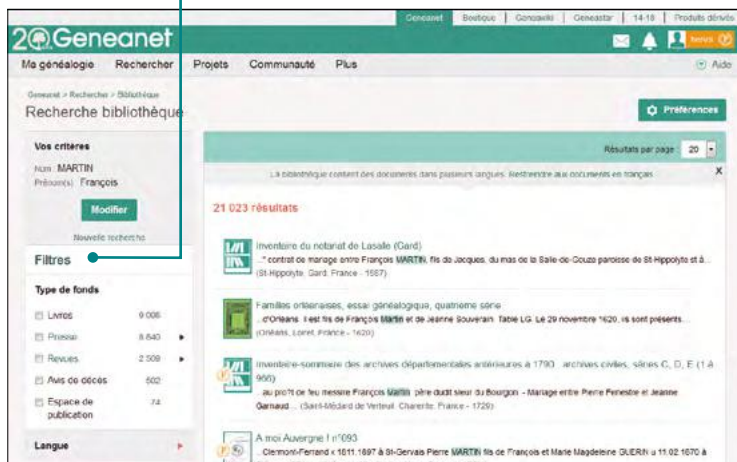 Geneanet | Boutique | Geneawiki | Geneastar | 14-18 | Produits dérivés
20 Geneanet
Ma généalogie Rechercher Projets Communauté Plus Aide
Geneanet > Rechercher > Bibliothèque
Recherche bibliothèque
Préférences
Vos critères
Nom : MARTIN
Prénom(s) : François
Modifier
Nouvelle recherche
Filtres
Type de fonds
Livres 9 006
Presse
Revues
Avis de décès 602
Espace de publication 74
Langue
Résultats par page : 20
La bibliothèque contient des documents dans plusieurs langues. Restreindre aux documents en français. X
21 023 résultats
Inventaire du notariat de Lasale (Gard)
..." contrat de mariage entre François MARTIN, fils de Jacques, du mas de la Salle-de-Gouze paroisse de St-Hippolyte et à...
(St-Hippolyte, Gard, France - 1587)
Familles orléanaises, essai généalogique, quatrième série
...d'Orléans. Il est fils de François Martin et de Jeanne Souverain. Table LG. Le 29 novembre 1620, ils sont présents...
(Orléans, Loiret, France - 1620)
Inventaire-sommaire des archives départementales antérieures à 1790 : archives civiles, séries C, D, E (1 à
966)
...au profit de feu messire François Martin, père dudit sieur du Bourgon. - Mariage entre Pierre Fenestre et Jeanne
Garnaud... (Saint-Médard de Verteuil, Charente, France - 1729)
A moi Auvergne ! n°093
...Clermont-Ferrand x 1811.1697 à St-Gervais Pierre MARTIN fils de François et Marie Magdeleine GUERIN u 11.02.1670 à